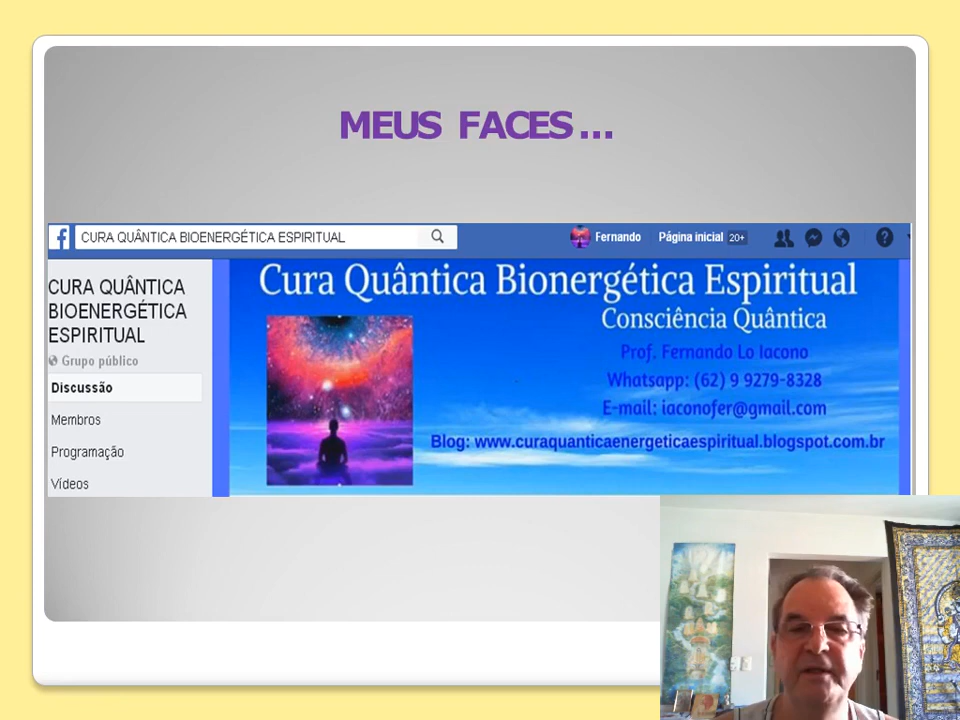 MEUS FACES...
CURA QUÂNTICA BIOENERGÉTICA ESPIRITUAL
Fernando
Página inicial 20+
CURA QUÂNTICA
BIOENERGÉTICA
ESPIRITUAL
Grupo público
Discussão
Membros
Programação
Vídeos
Cura Quântica Bionergética Espiritual
Consciência Quântica
Prof. Fernando Lo Iacono
Whatsapp: (62) 9 9279-8328
E-mail: iaconofer@gmail.com
Blog: www.curaquanticaenergeticaespiritual.blogspot.com.br